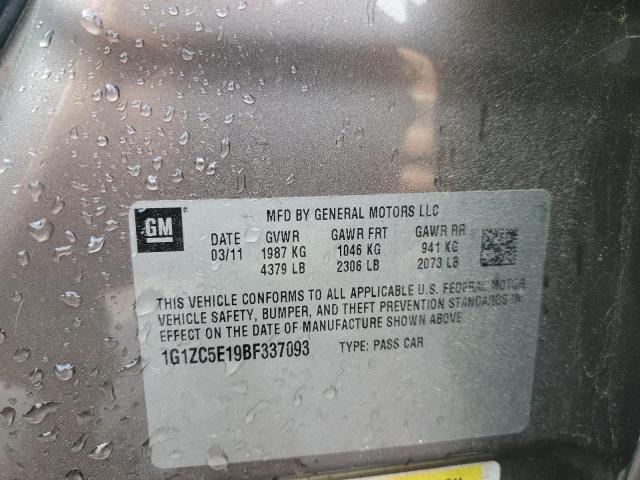 GM
MFD BY GENERAL MOTORS LLC
DATE GVWR GAWR FRT GAWR RR
03/11 1987 KG 1046 KG 941 KG
4379 LB 2306 LB 2073 LB
THIS VEHICLE CONFORMS TO ALL APPLICABLE U.S. FEDERAL MOTOR
VEHICLE SAFETY, BUMPER, AND THEFT PREVENTION STANDARDS IN
EFFECT ON THE DATE OF MANUFACTURE SHOWN ABOVE
1G1ZC5E19BF337093 TYPE: PASS CAR